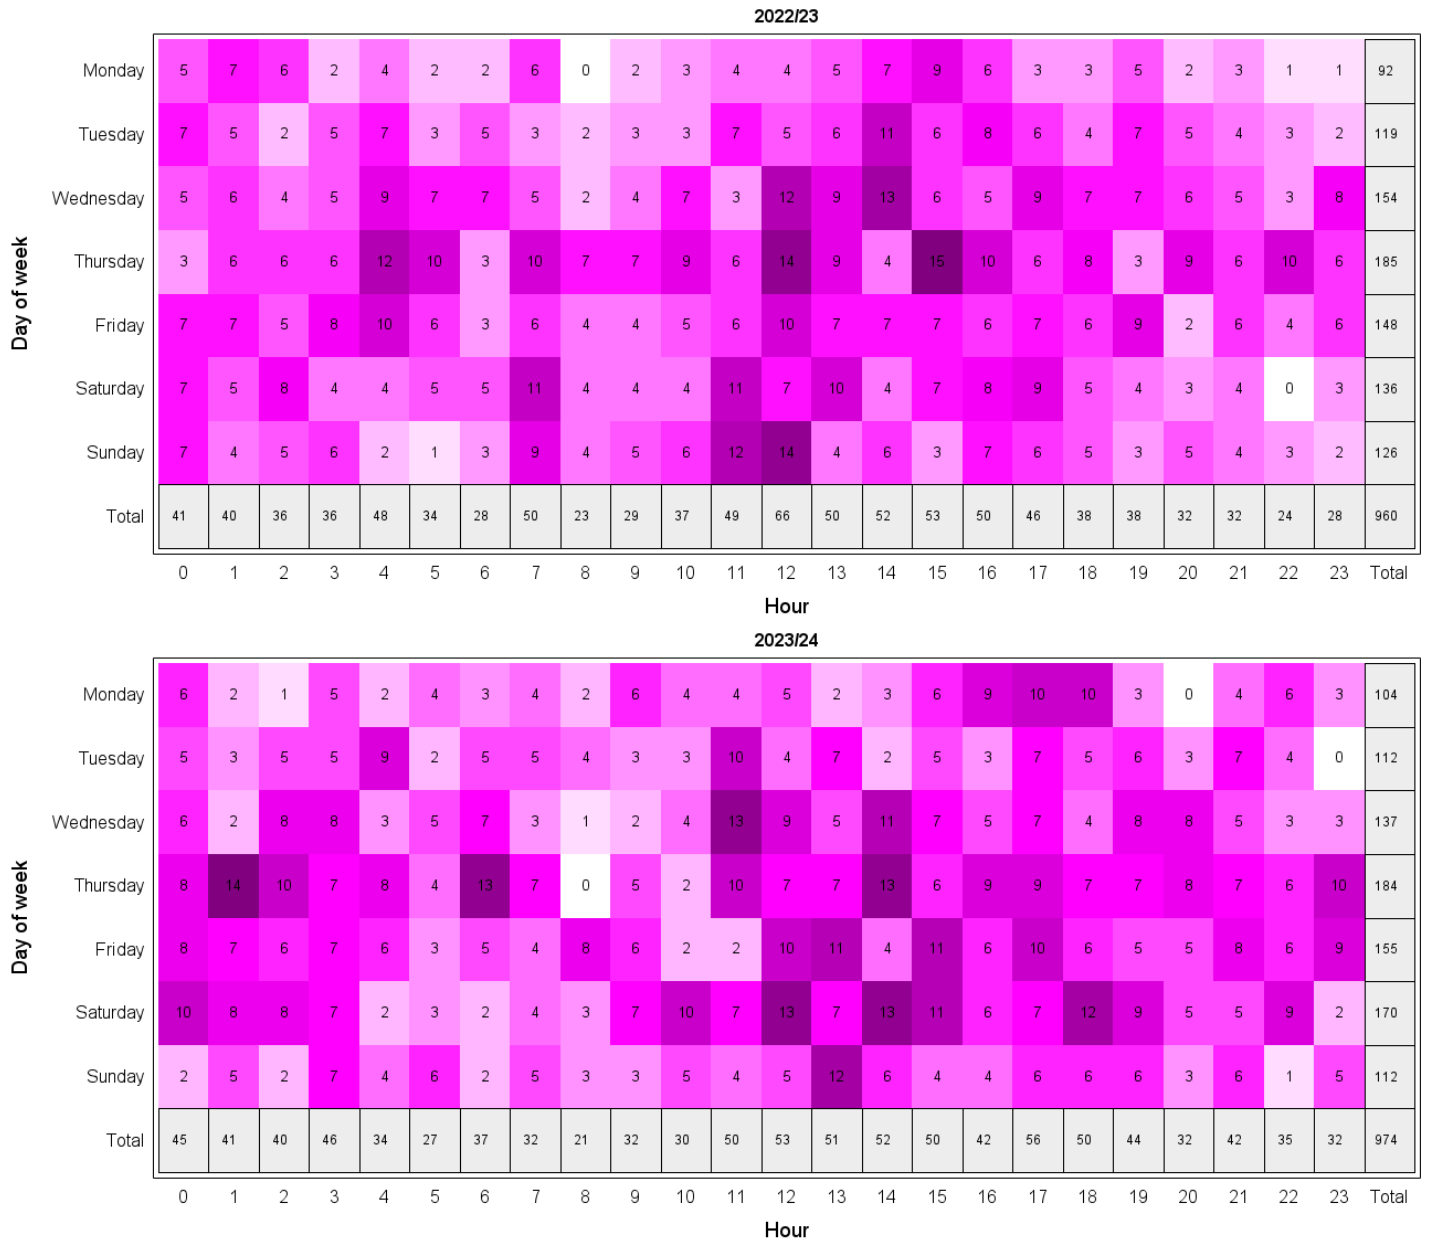 2022/23
Monday 5 7 6 2 4 2 2 6 0 2 3 4 4 5 7 9 6 3 3 5 2 3 1 1 92
Tuesday 7 5 2 5 7 3 5 3 2 3 3 7 5 6 11 6 8 6 4 7 5 4 3 2 119
Wednesday 5 6 4 5 9 7 7 5 2 4 7 3 12 9 13 6 5 9 7 7 6 5 3 8 154
Thursday 3 6 6 6 12 10 3 10 7 7 9 6 14 9 4 15 10 6 8 3 9 6 10 6 185
Friday 7 7 5 8 10 6 3 6 4 4 5 6 10 7 7 7 6 7 6 9 2 6 4 6 148
Saturday 7 5 8 4 4 5 5 11 4 4 4 11 7 10 4 7 8 9 5 4 3 4 0 3 136
Sunday 7 4 5 6 2 1 3 9 4 5 6 12 14 4 6 3 7 6 5 3 5 4 3 2 126
Total 41 40 36 36 48 34 28 50 23 29 37 49 66 50 52 53 50 46 38 38 32 32 24 28 960
0 1 2 3 4 5 6 7 8 9 10 11 12 13 14 15 16 17 18 19 20 21 22 23 Total
Hour
Day of week
2023/24
Monday 6 2 1 5 2 4 3 4 2 6 4 4 5 2 3 6 9 10 10 3 0 4 6 3 104
Tuesday 5 3 5 5 9 2 5 5 4 3 3 10 4 7 2 5 3 7 5 6 3 7 4 0 112
Wednesday 6 2 8 8 3 5 7 3 1 2 4 13 9 5 11 7 5 7 4 8 8 5 3 3 137
Thursday 8 14 10 7 8 4 13 7 0 5 2 10 7 7 13 6 9 9 7 7 8 7 6 10 184
Friday 8 7 6 7 6 3 5 4 8 6 2 2 10 11 4 11 6 10 6 5 5 8 6 9 155
Saturday 10 8 8 7 2 3 2 4 3 7 10 7 13 7 13 11 6 7 12 9 5 5 9 2 170
Sunday 2 5 2 7 4 6 2 5 3 3 5 4 5 12 6 4 4 6 6 6 3 6 1 5 112
Total 45 41 40 46 34 27 37 32 21 32 30 50 53 51 52 50 42 56 50 44 32 42 35 32 974
0 1 2 3 4 5 6 7 8 9 10 11 12 13 14 15 16 17 18 19 20 21 22 23 Total
Hour
Day of week